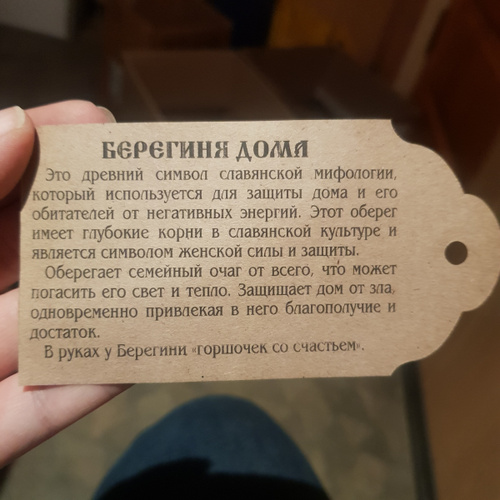 БЕРЕГИНЯ ДОМА
Это древний символ славянской мифологии,
который используется для защиты дома и его
обитателей от негативных энергий. Этот оберег
имеет глубокие корни в славянской культуре и
является символом женской силы и защиты.
Оберегает семейный очаг от всего, что может
погасить его свет и тепло. Защищает дом от зла,
одновременно привлекая в него благополучие и
достаток.
В руках у Берегини «горшочек со счастьем».